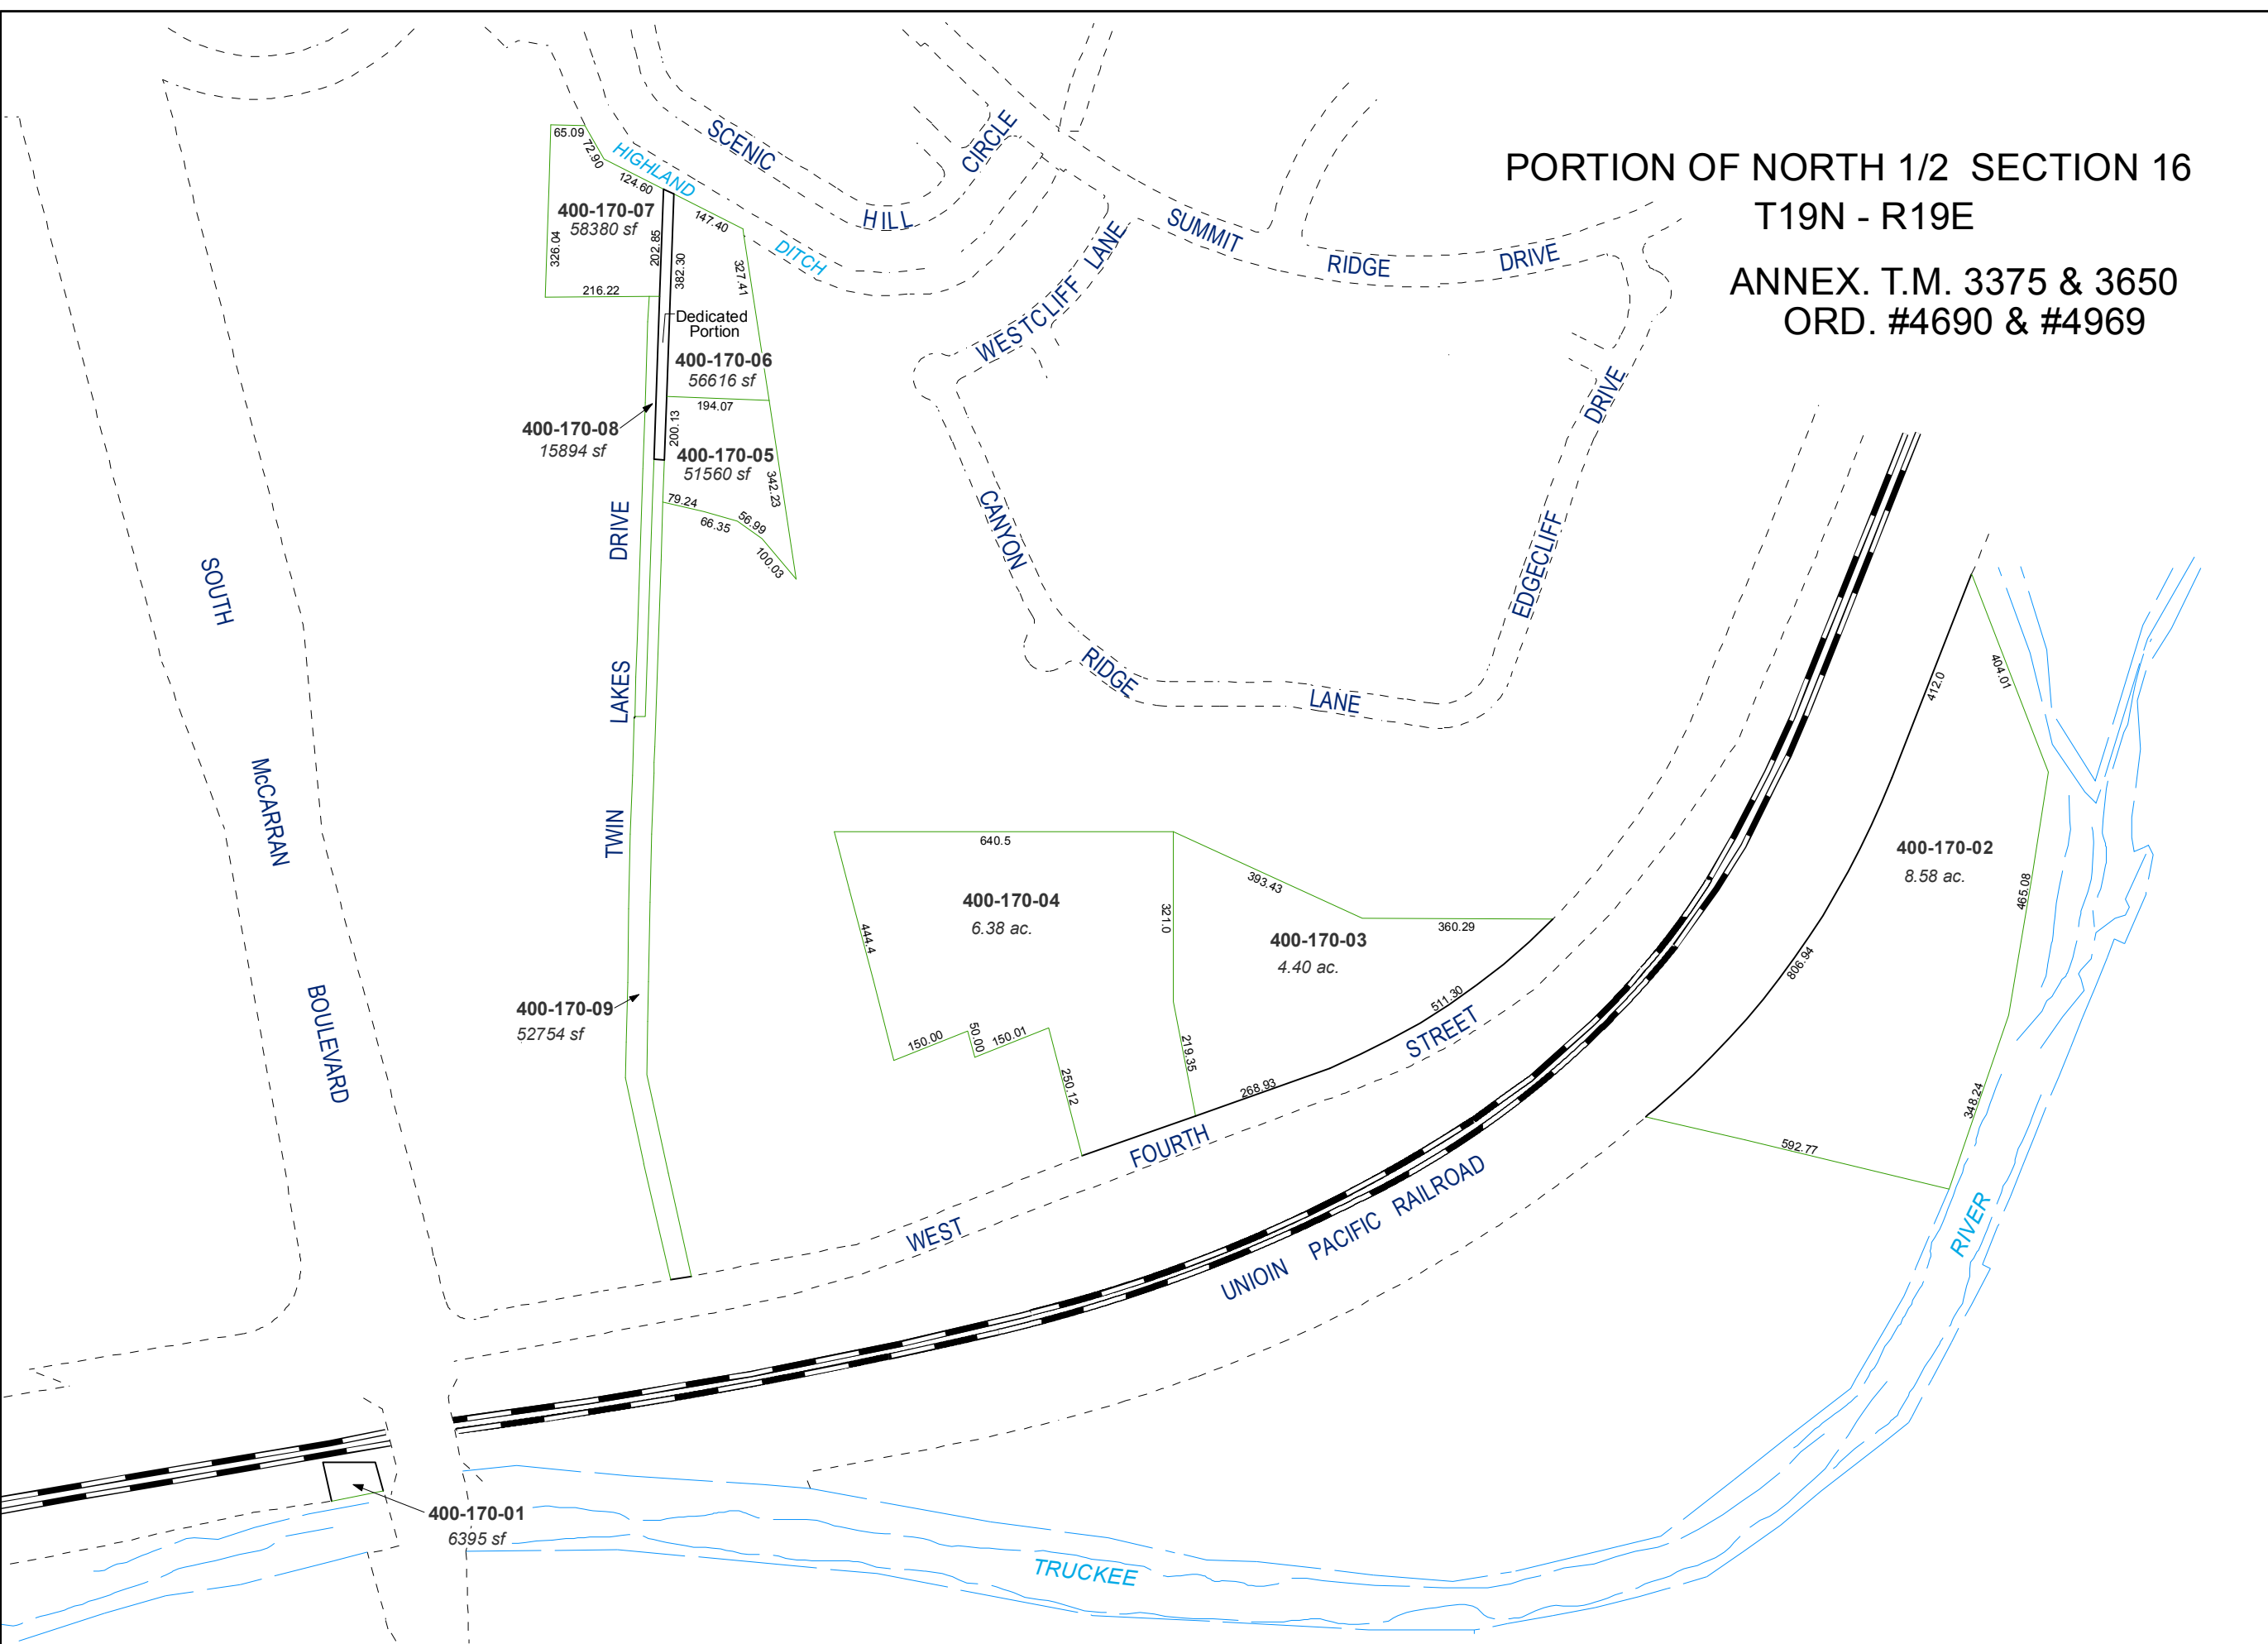 PORTION OF NORTH 1/2 SECTION 16
T19N - R19E
ANNEX. T.M. 3375 & 3650
ORD. #4690 & #4969
SCENIC
HILL
CIRCLE
HIGHLAND
DITCH
SUMMIT
RIDGE
DRIVE
WESTCLIFF LANE
65.09
72.90
124.60
147.40
400-170-07
58380 sf
326.04
202.85
382.30
327.41
216.22
Dedicated
Portion
400-170-06
56616 sf
194.07
400-170-08
15894 sf
200.13
400-170-05
51560 sf
342.23
79.24
66.35
56.99
100.03
CANYON
RIDGE
LANE
EDGECLIFF
DRIVE
SOUTH
McCARRAN
BOULEVARD
TWIN
LAKES
DRIVE
400-170-09
52754 sf
640.5
444.4
400-170-04
6.38 ac.
321.0
219.35
150.00
50.00
150.01
250.12
393.43
360.29
400-170-03
4.40 ac.
511.30
268.93
412.0
404.01
400-170-02
8.58 ac.
465.08
806.94
348.24
592.77
WEST
FOURTH
STREET
UNIOIN PACIFIC RAILROAD
400-170-01
6395 sf
TRUCKEE
RIVER